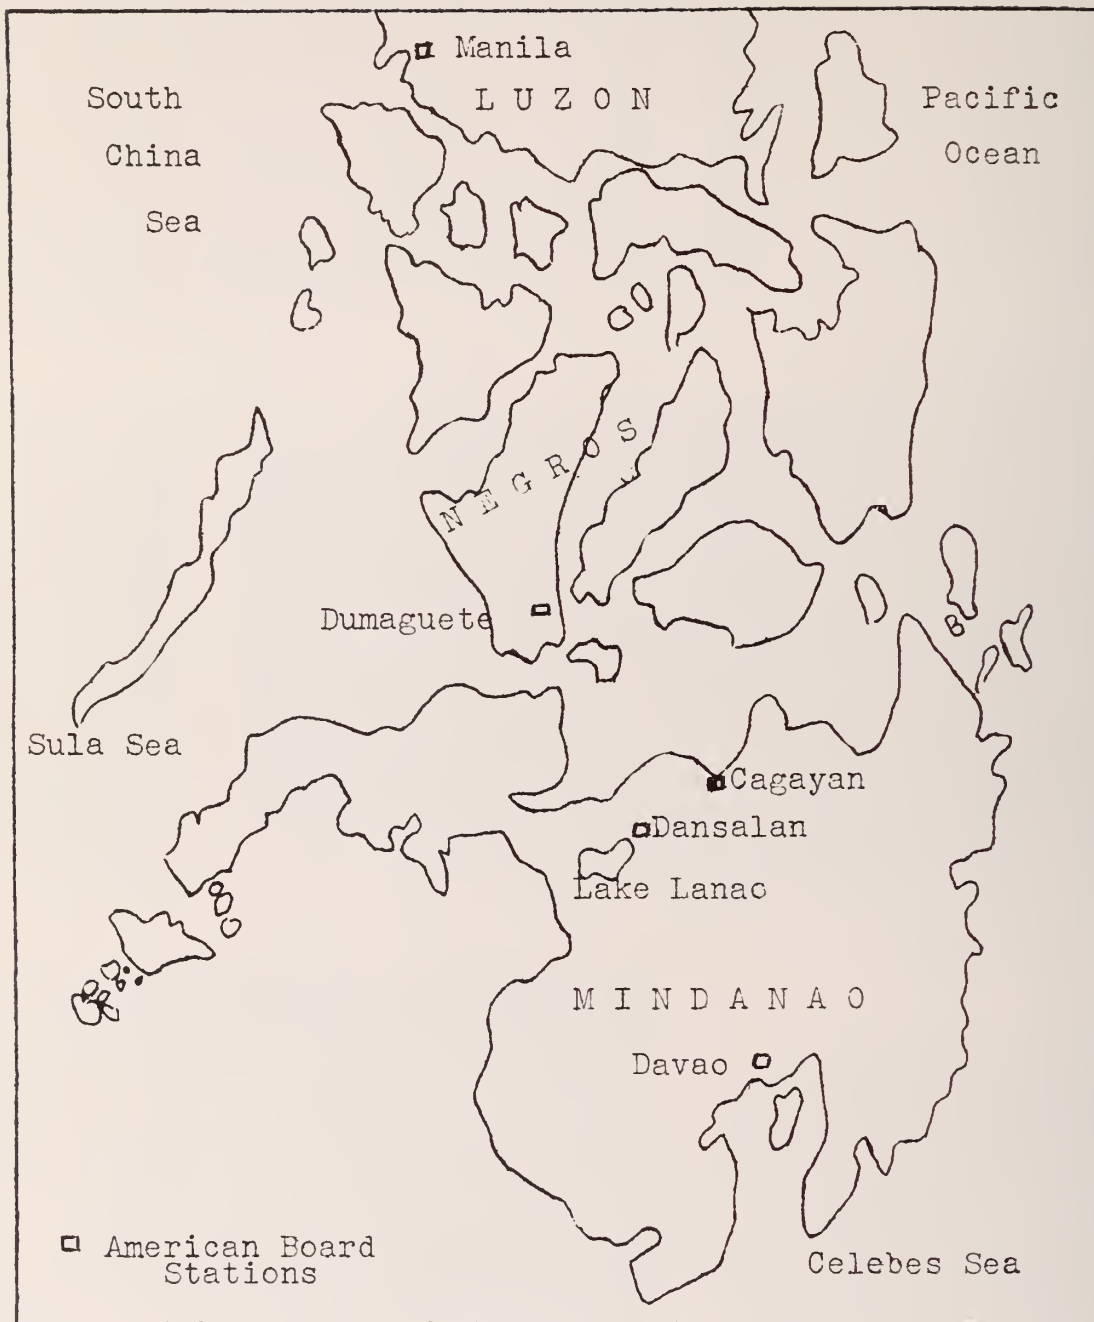 Manila
LUZON
South
China
Sea
Pacific
Ocean
NEGROS
Dumaguete
Sula Sea
Cagayan
Dansalan
Lake Lanao
MINDANAO
Davao
American Board
Stations
Celebes Sea